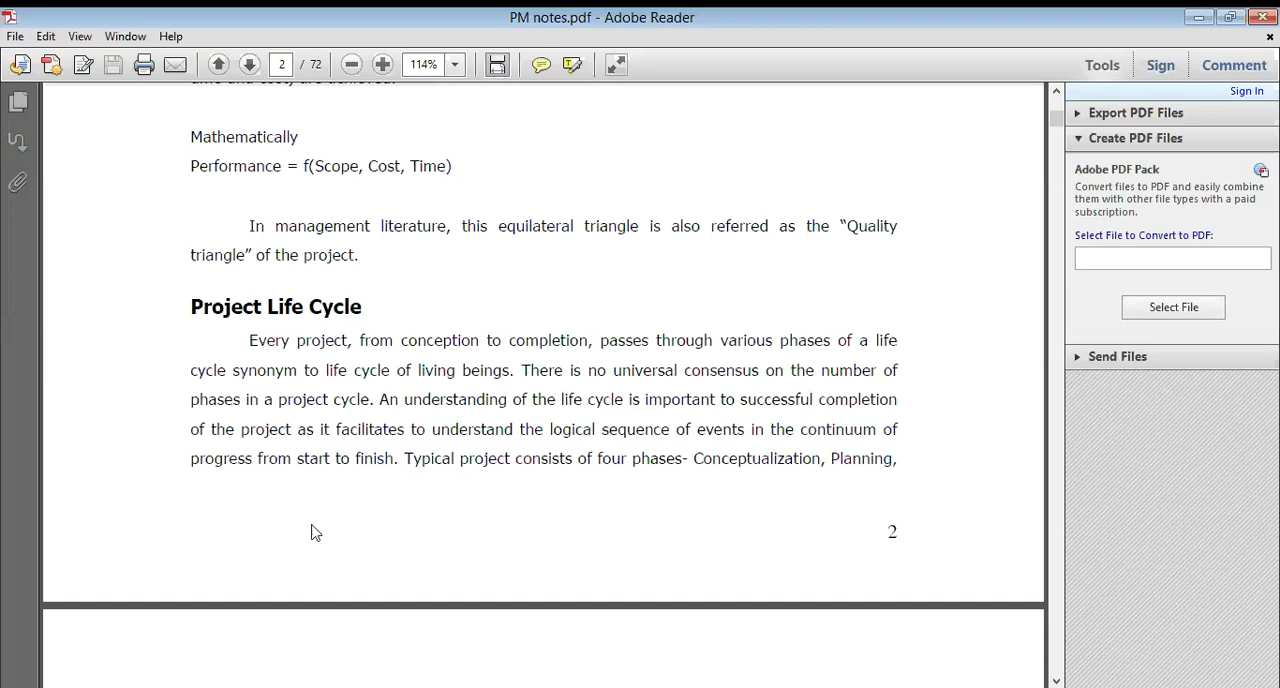 PM notes.pdf - Adobe Reader
File Edit View Window Help
2 / 72 114% Tools Sign Comment
Sign In
Export PDF Files
Create PDF Files
Adobe PDF Pack
Convert files to PDF and easily combine
them with other file types with a paid
subscription.
Select File to Convert to PDF:
Select File
Send Files
Mathematically
Performance = f(Scope, Cost, Time)
In management literature, this equilateral triangle is also referred as the “Quality
triangle” of the project.
Project Life Cycle
Every project, from conception to completion, passes through various phases of a life
cycle synonym to life cycle of living beings. There is no universal consensus on the number of
phases in a project cycle. An understanding of the life cycle is important to successful completion
of the project as it facilitates to understand the logical sequence of events in the continuum of
progress from start to finish. Typical project consists of four phases- Conceptualization, Planning,
2